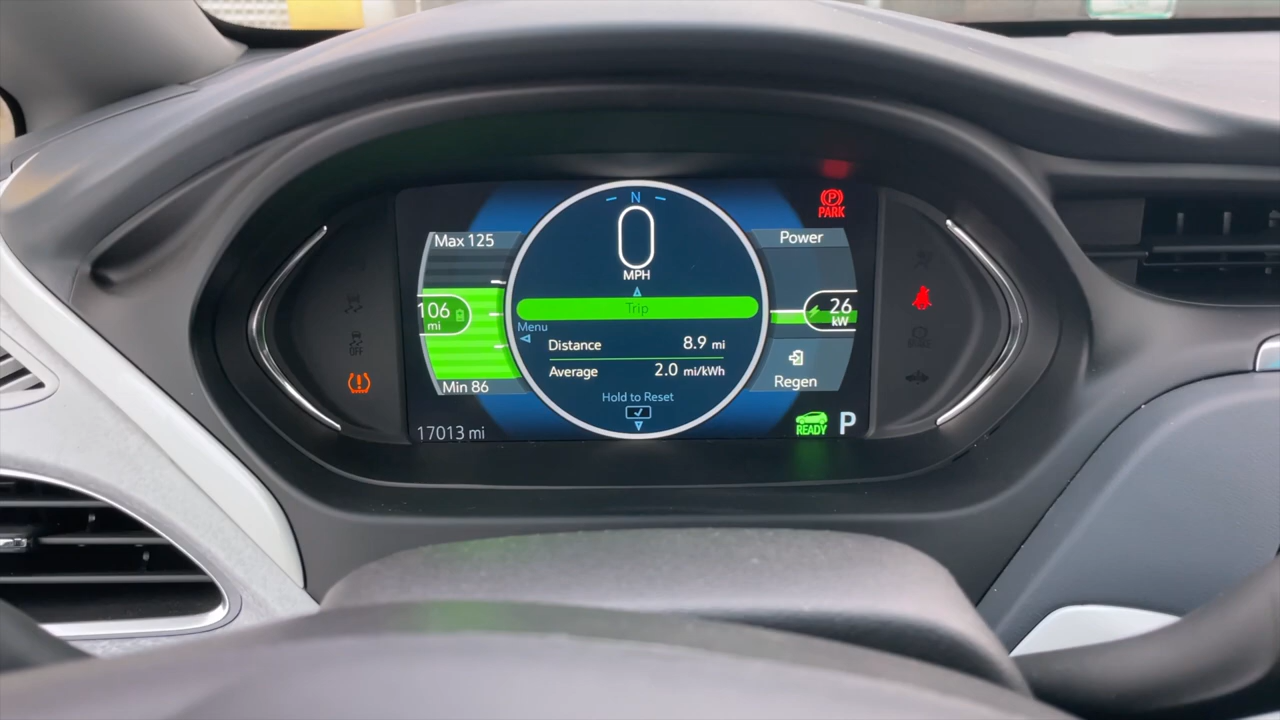 N
0
MPH
PARK
Max 125
106
mi
Min 86
17013 mi
Trip
Menu
Distance 8.9 mi
Average 2.0 mi/kWh
Hold to Reset
Power
26
kW
Regen
READY
P
OFF